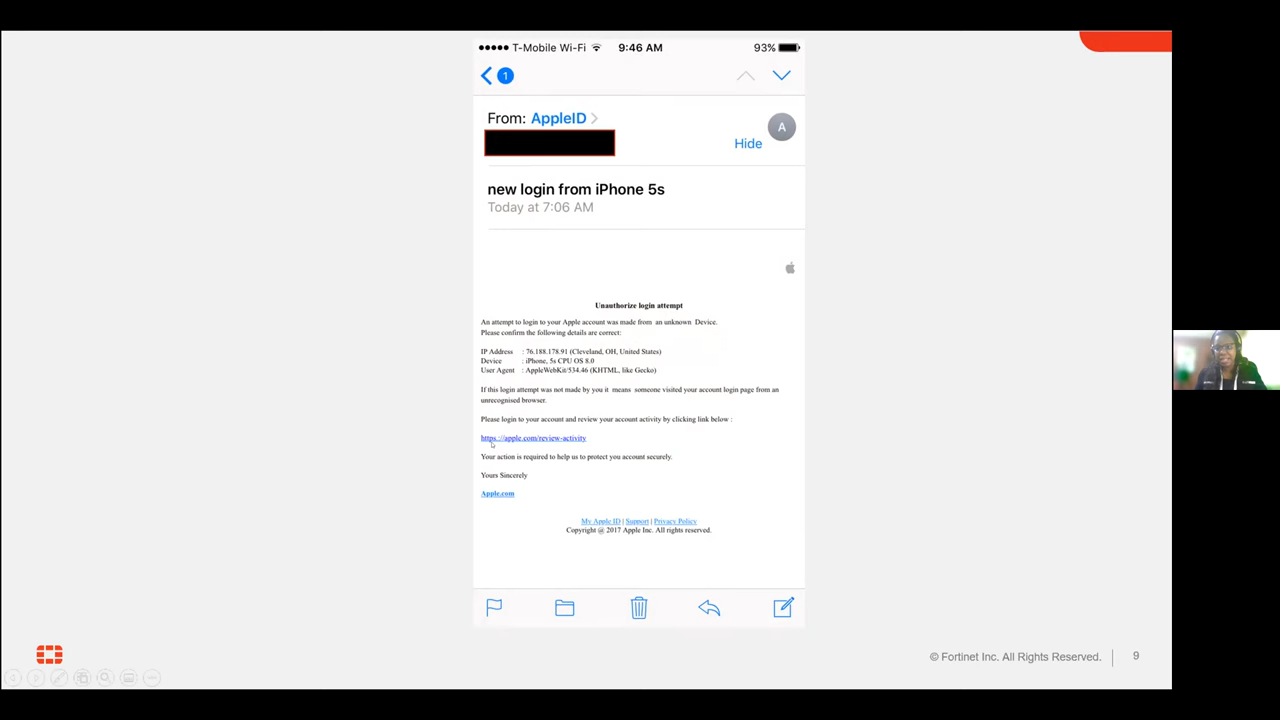 T-Mobile Wi-Fi 9:46 AM 93%
1
From: AppleID
A
Hide
new login from iPhone 5s
Today at 7:06 AM
Unauthorize login attempt
An attempt to login to your Apple account was made from an unknown Device.
Please confirm the following details are correct:
IP Address : 76.188.178.91 (Cleveland, OH, United States)
Device : iPhone, 5s CPU OS 8.0
User Agent : AppleWebKit/534.46 (KHTML, like Gecko)
If this login attempt was not made by you it means someone visited your account login page from an
unrecognised browser.
Please login to your account and review your account activity by clicking link below :
https://apple.com/review-activity
Your action is required to help us to protect you account securely.
Yours Sincerely
Apple.com
My Apple ID | Support | Privacy Policy
Copyright @ 2017 Apple Inc. All rights reserved.
© Fortinet Inc. All Rights Reserved. 9